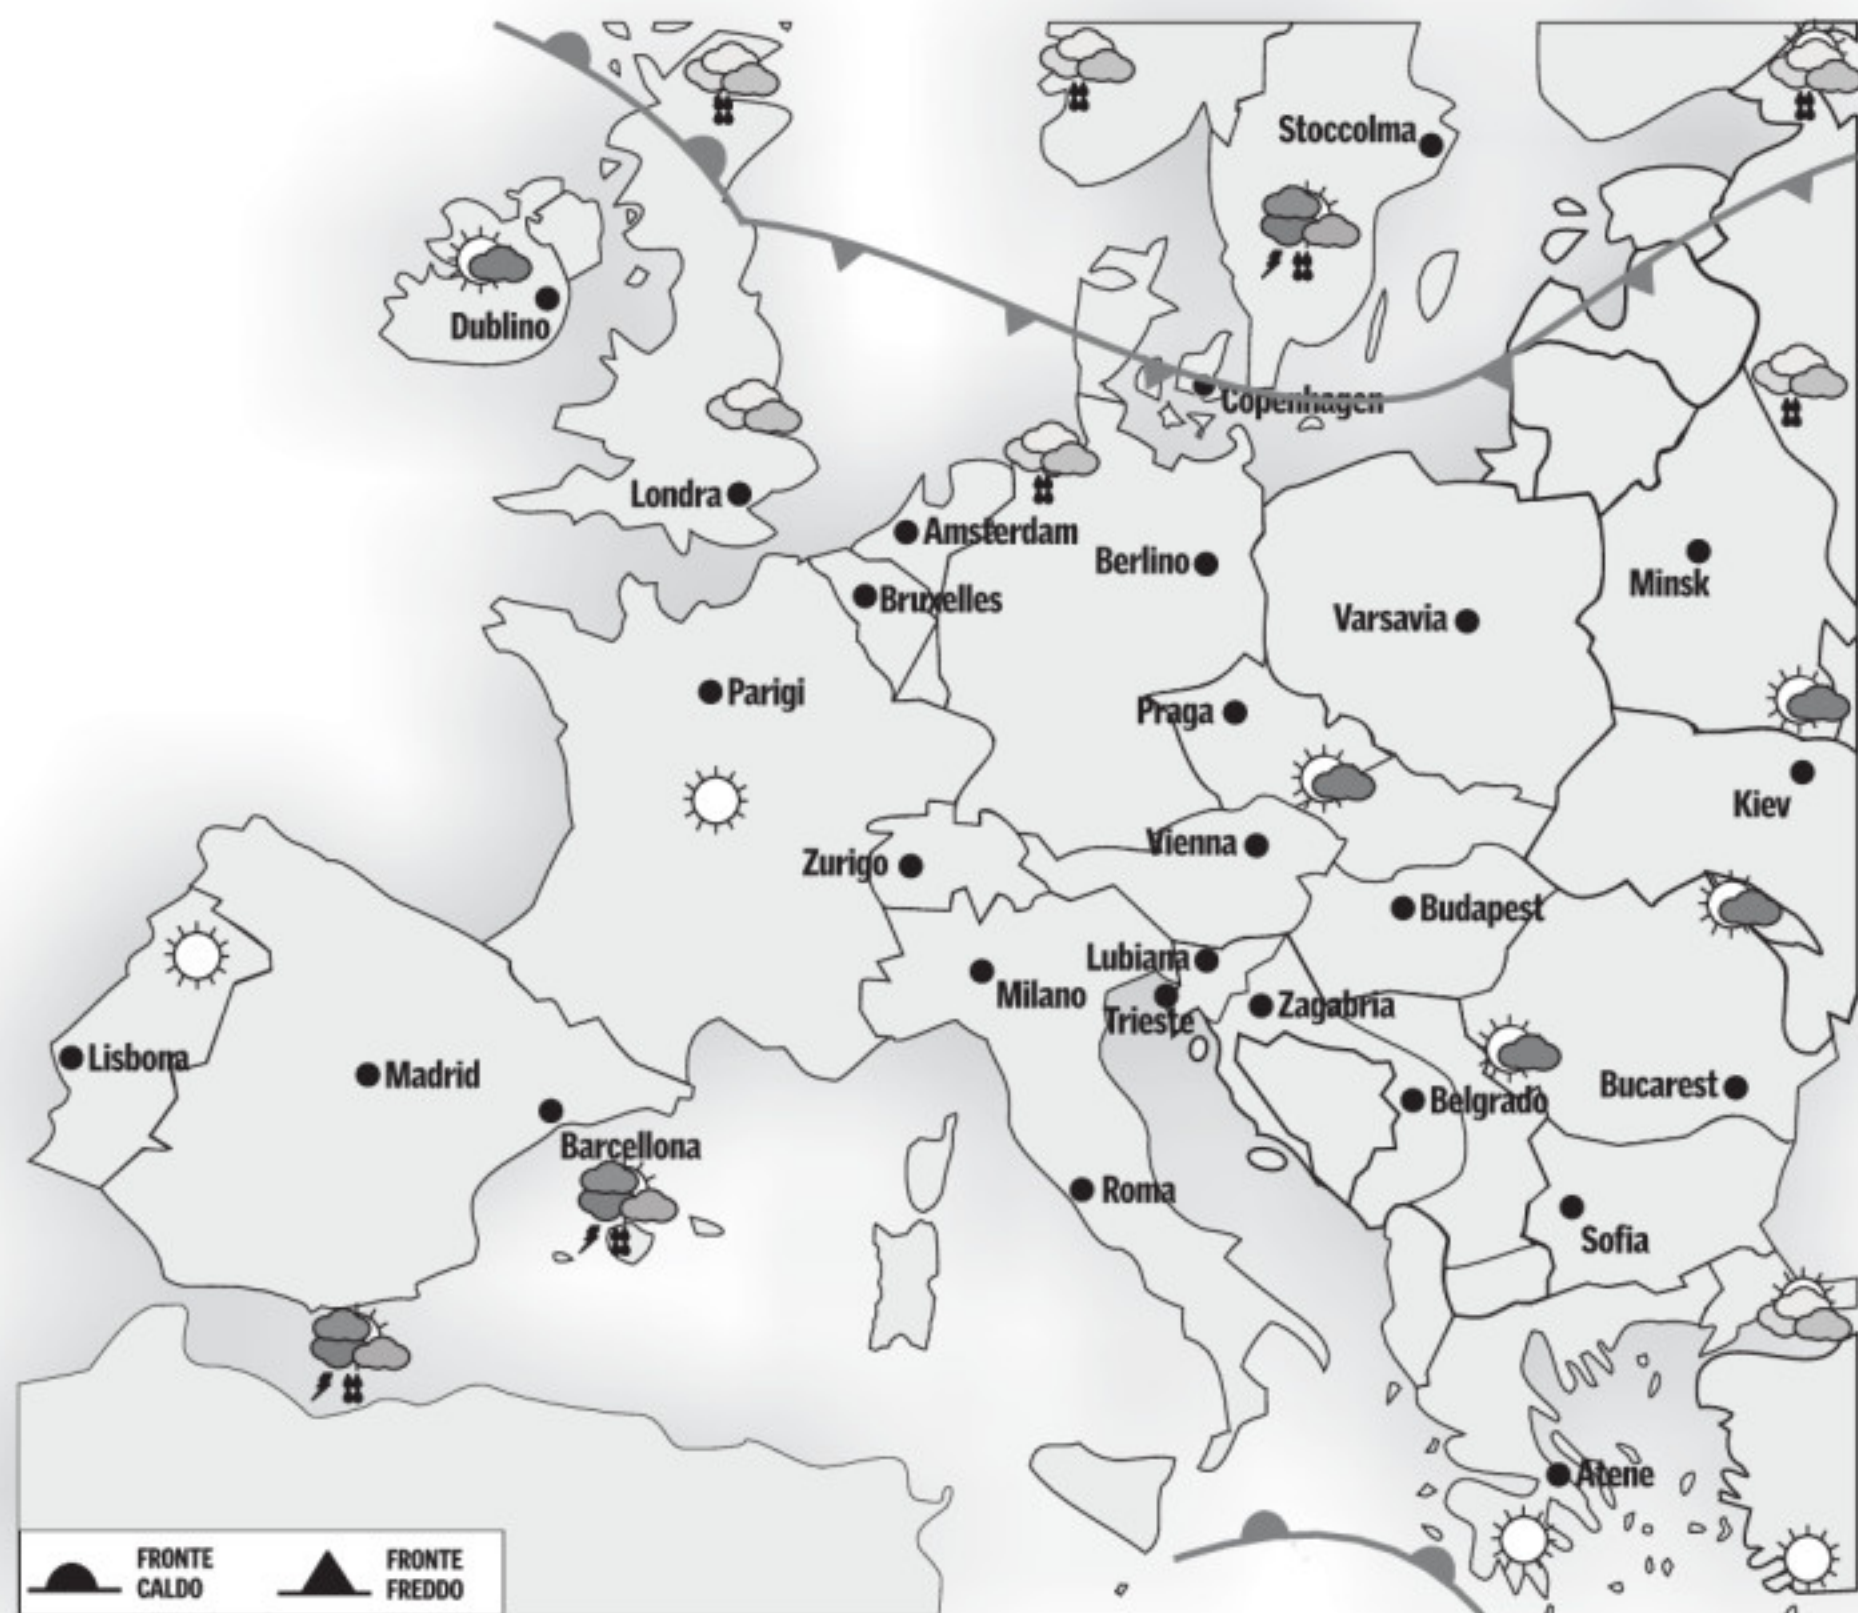 Stoccolma
Dublino
Copenhagen
Londra
Amsterdam
Berlino
Minsk
Bruxelles
Varsavia
Parigi
Praga
Kiev
Vienna
Zurigo
Budapest
Lubiana
Milano
Zagabria
Trieste
Lisbona
Madrid
Bucarest
Belgrado
Barcellona
Roma
Sofia
Atene
FRONTE
CALDO
FRONTE
FREDDO